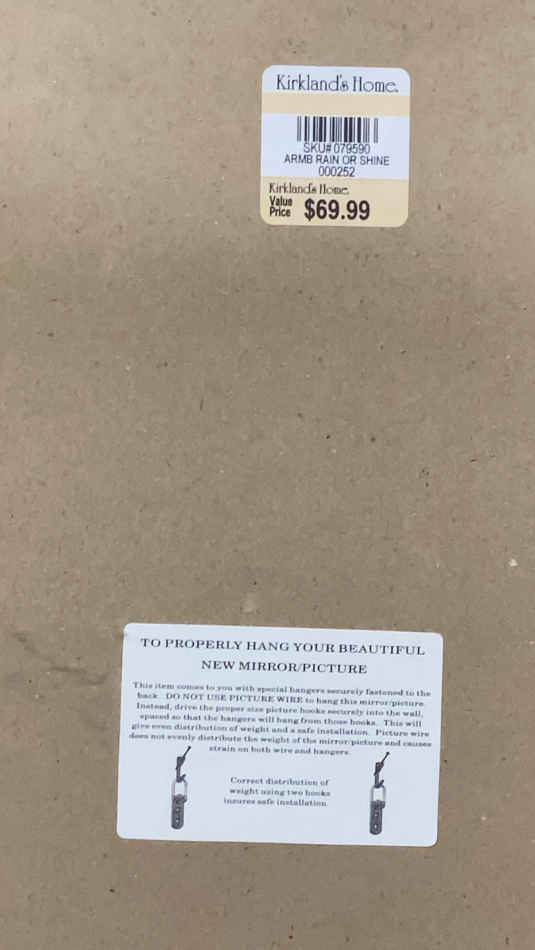 Kirkland's Home.
SKU# 079590
ARMB RAIN OR SHINE
000252
Kirkland's Home.
Value
Price $69.99
TO PROPERLY HANG YOUR BEAUTIFUL
NEW MIRROR/PICTURE
This item comes to you with special hangers securely fastened to the
back. DO NOT USE PICTURE WIRE to hang this mirror/picture.
Instead, drive the proper size picture hooks securely into the wall,
spaced so that the hangers will hang from those hooks. This will
give even distribution of weight and a safe installation. Picture wire
does not evenly distribute the weight of the mirror/picture and causes
strain on both wire and hangers.
Correct distribution of
weight using two hooks
insures safe installation